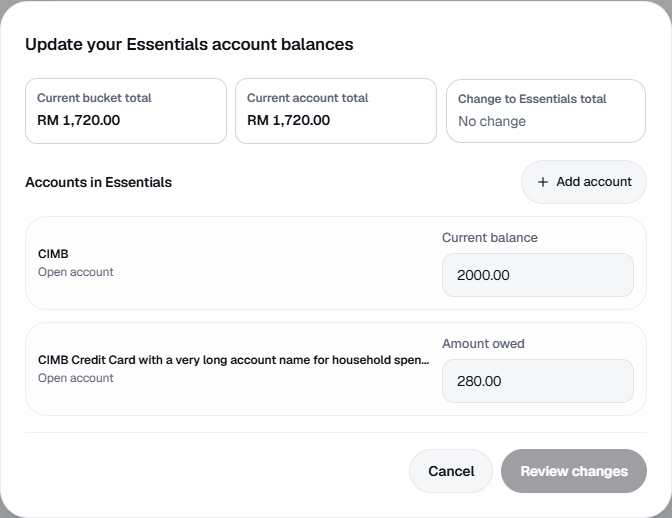 Update your Essentials account balances
Current bucket total
RM 1,720.00
Current account total
RM 1,720.00
Change to Essentials total
No change
Accounts in Essentials
+ Add account
CIMB
Open account
Current balance
2000.00
CIMB Credit Card with a very long account name for household spen...
Open account
Amount owed
280.00
Cancel
Review changes